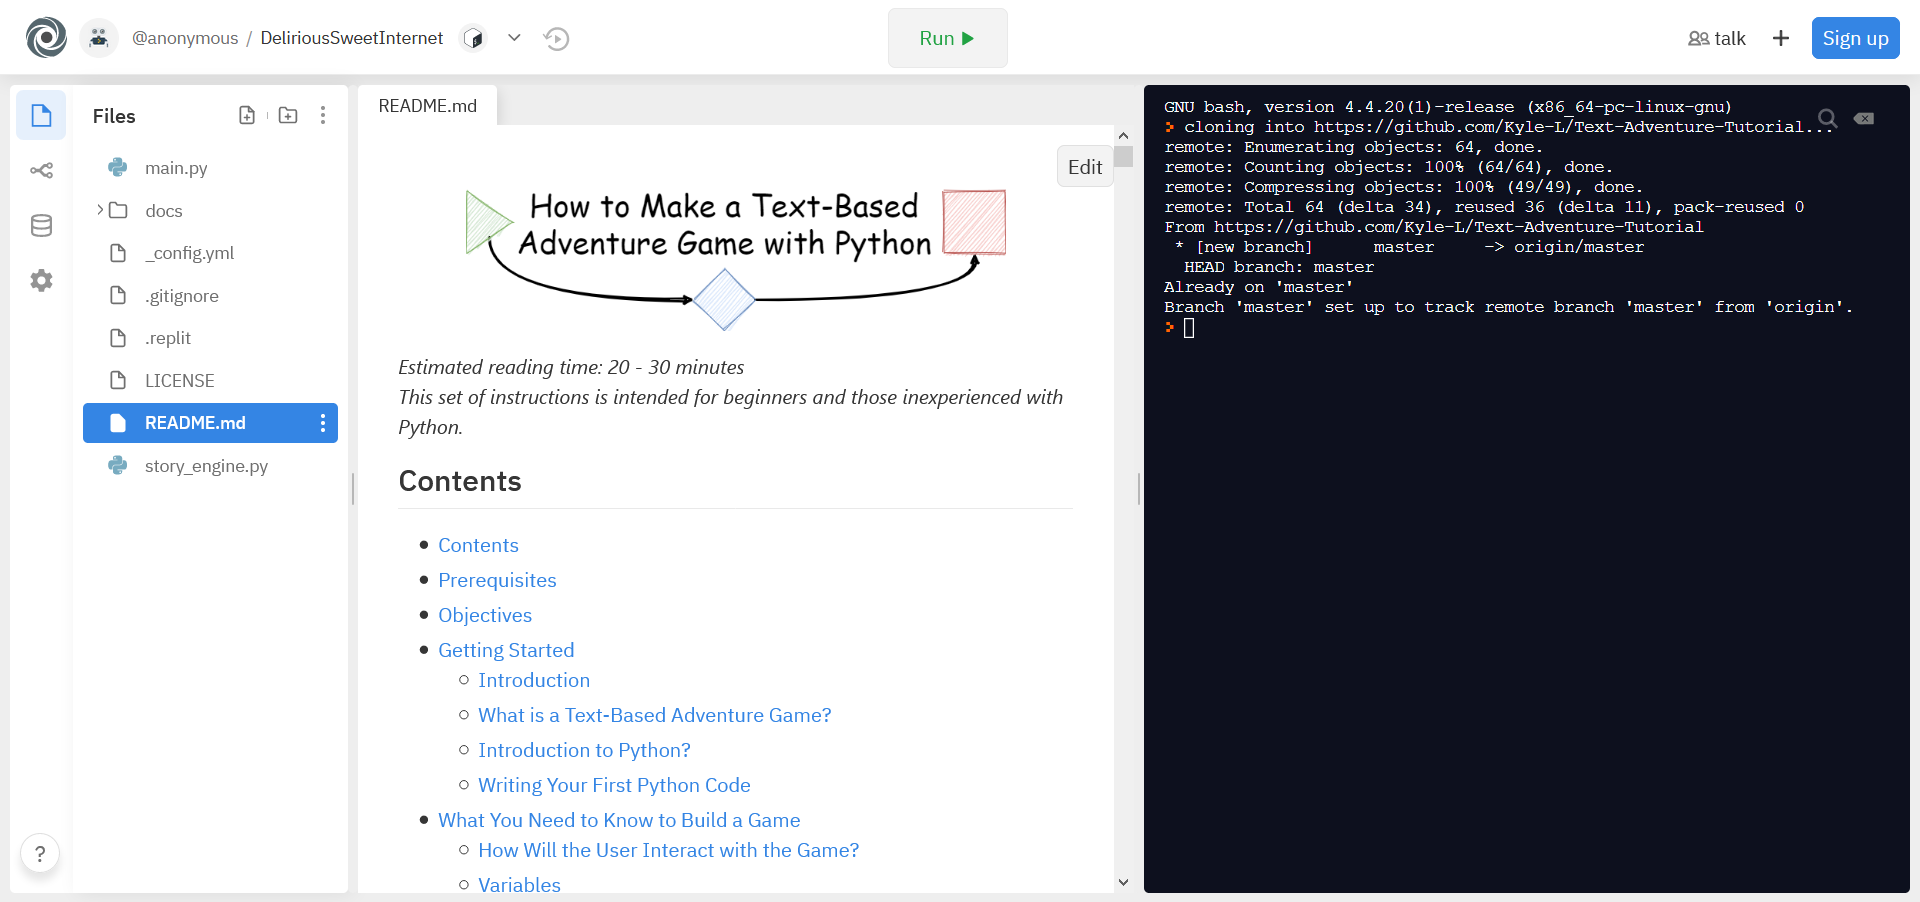 @anonymous / DeliriousSweetInternet
Run
talk
Sign up
Files
main.py
docs
_config.yml
.gitignore
.replit
LICENSE
README.md
story_engine.py
?
README.md
Edit
How to Make a Text-Based
Adventure Game with Python
Estimated reading time: 20 - 30 minutes
This set of instructions is intended for beginners and those inexperienced with
Python.
Contents
Contents
Prerequisites
Objectives
Getting Started
Introduction
What is a Text-Based Adventure Game?
Introduction to Python?
Writing Your First Python Code
What You Need to Know to Build a Game
How Will the User Interact with the Game?
Variables
GNU bash, version 4.4.20(1)-release (x86_64-pc-linux-gnu)
> cloning into https://github.com/Kyle-L/Text-Adventure-Tutorial...
remote: Enumerating objects: 64, done.
remote: Counting objects: 100% (64/64), done.
remote: Compressing objects: 100% (49/49), done.
remote: Total 64 (delta 34), reused 36 (delta 11), pack-reused 0
From https://github.com/Kyle-L/Text-Adventure-Tutorial
* [new branch]      master     -> origin/master
HEAD branch: master
Already on 'master'
Branch 'master' set up to track remote branch 'master' from 'origin'.
>